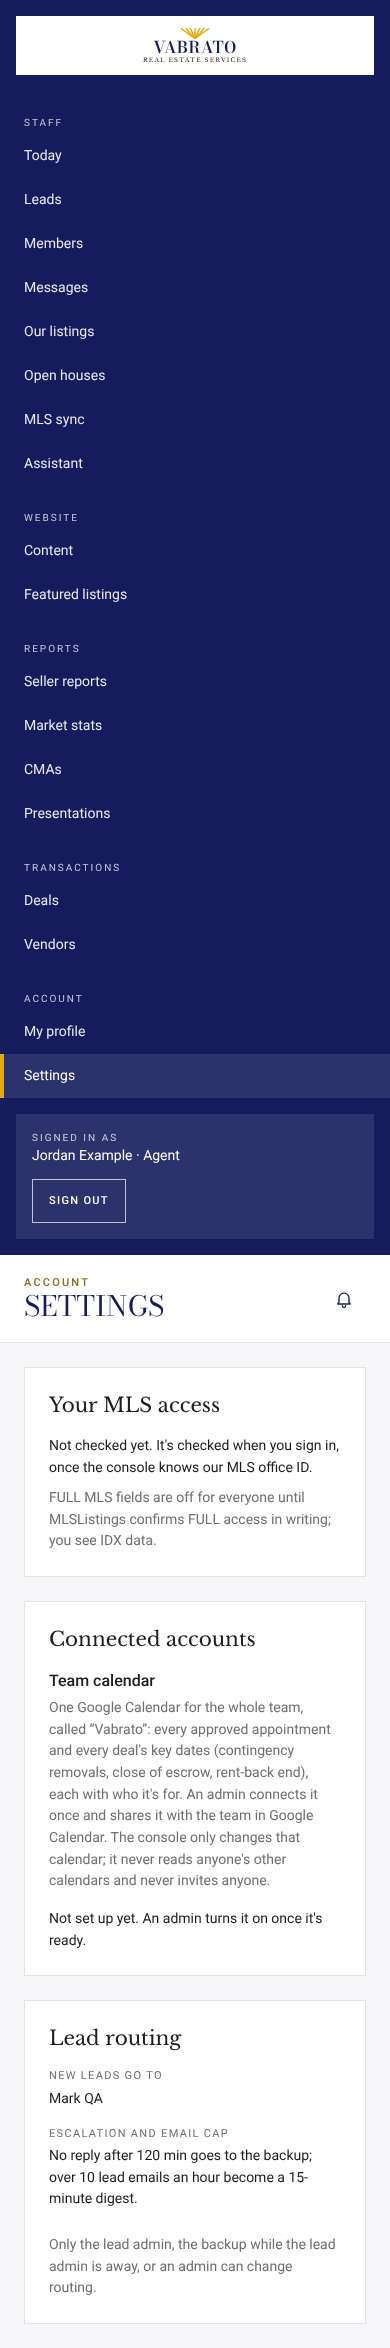 VABRATO
REAL ESTATE SERVICES
STAFF
Today
Leads
Members
Messages
Our listings
Open houses
MLS sync
Assistant
WEBSITE
Content
Featured listings
REPORTS
Seller reports
Market stats
CMAs
Presentations
TRANSACTIONS
Deals
Vendors
ACCOUNT
My profile
Settings
SIGNED IN AS
Jordan Example · Agent
SIGN OUT
ACCOUNT
SETTINGS
Your MLS access
Not checked yet. It's checked when you sign in,
once the console knows our MLS office ID.
FULL MLS fields are off for everyone until
MLSListings confirms FULL access in writing;
you see IDX data.
Connected accounts
Team calendar
One Google Calendar for the whole team,
called “Vabrato”: every approved appointment
and every deal's key dates (contingency
removals, close of escrow, rent-back end),
each with who it's for. An admin connects it
once and shares it with the team in Google
Calendar. The console only changes that
calendar; it never reads anyone's other
calendars and never invites anyone.
Not set up yet. An admin turns it on once it's
ready.
Lead routing
NEW LEADS GO TO
Mark QA
ESCALATION AND EMAIL CAP
No reply after 120 min goes to the backup;
over 10 lead emails an hour become a 15-
minute digest.
Only the lead admin, the backup while the lead
admin is away, or an admin can change
routing.